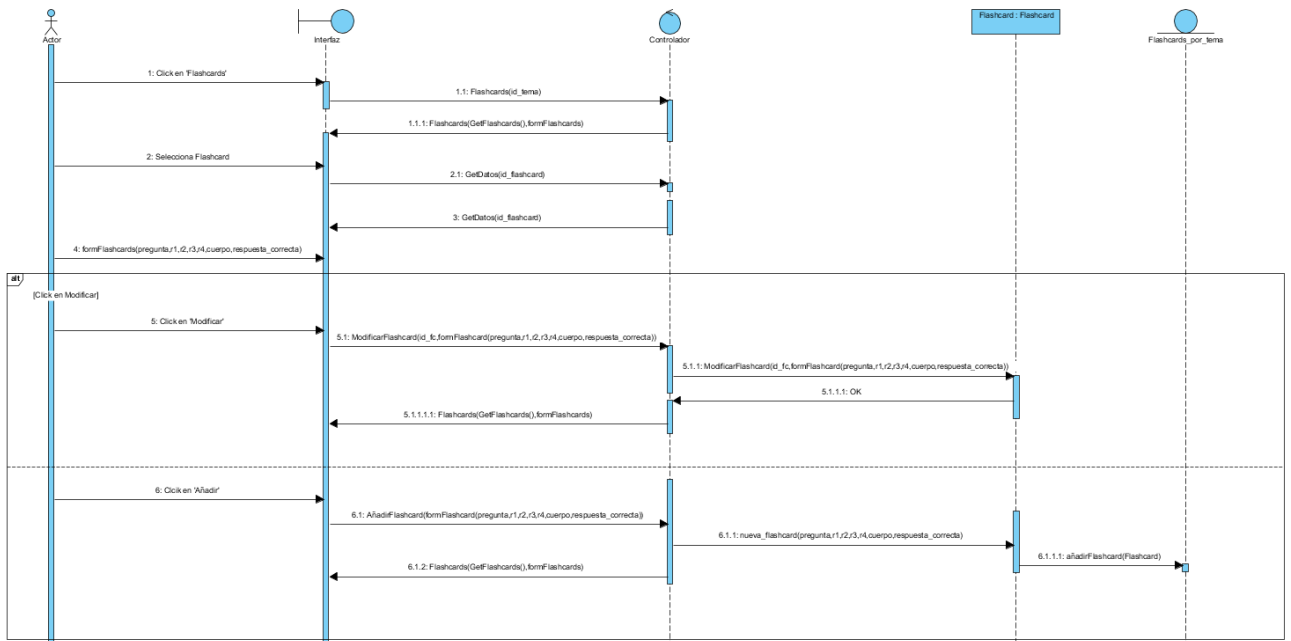 Actor
Interfaz
Controlador
Flashcard : Flashcard
Flashcards_por_tema
1: Click en 'Flashcards'
1.1: Flashcards(id_tema)
1.1.1: Flashcards(GetFlashcards(),formFlashcards)
2: Selecciona Flashcard
2.1: GetDatos(id_flashcard)
3: GetDatos(id_flashcard)
4: formFlashcards(pregunta,r1,r2,r3,r4,cuerpo,respuesta_correcta)
alt
[Click en Modificar]
5: Click en 'Modificar'
5.1: ModificarFlashcard(id_fc,formFlashcard(pregunta,r1,r2,r3,r4,cuerpo,respuesta_correcta))
5.1.1: ModificarFlashcard(id_fc,formFlashcard(pregunta,r1,r2,r3,r4,cuerpo,respuesta_correcta))
5.1.1.1: OK
5.1.1.1.1: Flashcards(GetFlashcards(),formFlashcards)
6: Clcik en 'Añadir'
6.1: AñadirFlashcard(formFlashcard(pregunta,r1,r2,r3,r4,cuerpo,respuesta_correcta))
6.1.1: nueva_flashcard(pregunta,r1,r2,r3,r4,cuerpo,respuesta_correcta)
6.1.1.1: añadirFlashcard(Flashcard)
6.1.2: Flashcards(GetFlashcards(),formFlashcards)